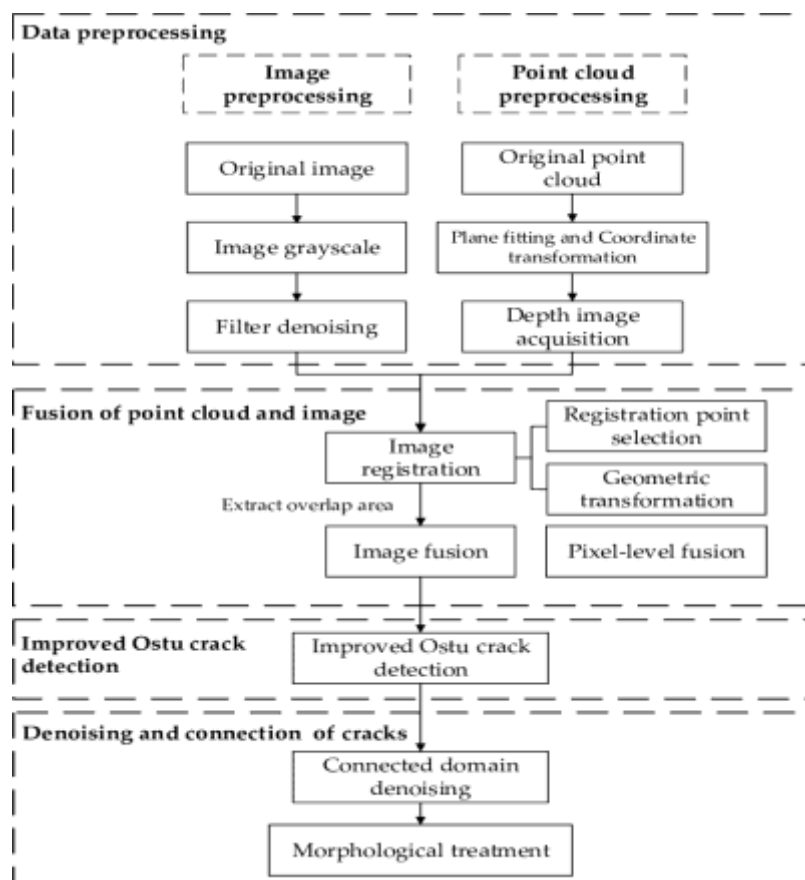 Data preprocessing
Image
preprocessing
Point cloud
preprocessing
Original image
Original point
cloud
Image grayscale
Plane fitting and Coordinate
transformation
Filter denoising
Depth image
acquisition
Fusion of point cloud and image
Image
registration
Registration point
selection
Geometric
transformation
Extract overlap area
Image fusion
Pixel-level fusion
Improved Ostu crack
detection
Improved Ostu crack
detection
Denoising and connection of cracks
Connected domain
denoising
Morphological treatment